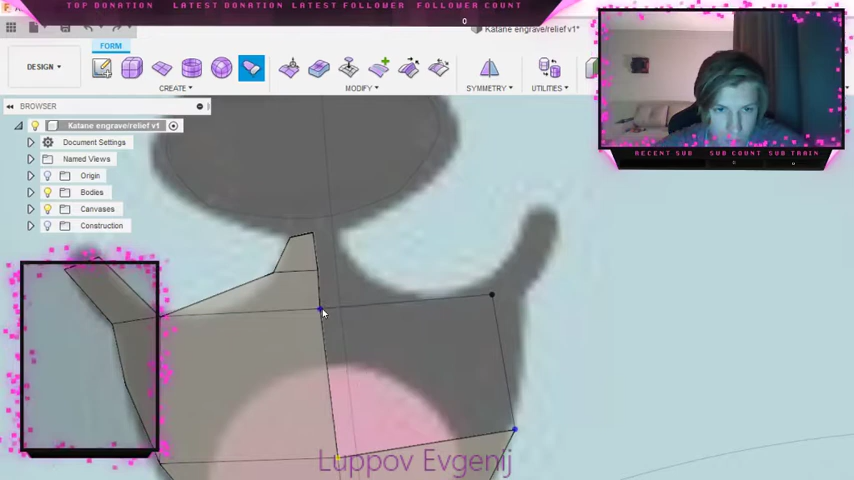 TOP DONATION LATEST DONATION LATEST FOLLOWER FOLLOWER COUNT
0
Katane engrave/relief v1*
FORM
DESIGN
CREATE
MODIFY
SYMMETRY
UTILITIES
BROWSER
Katane engrave/relief v1
Document Settings
Named Views
Origin
Bodies
Canvases
Construction
RECENT SUB SUB COUNT SUB TRAIN
Luppov Evgenij